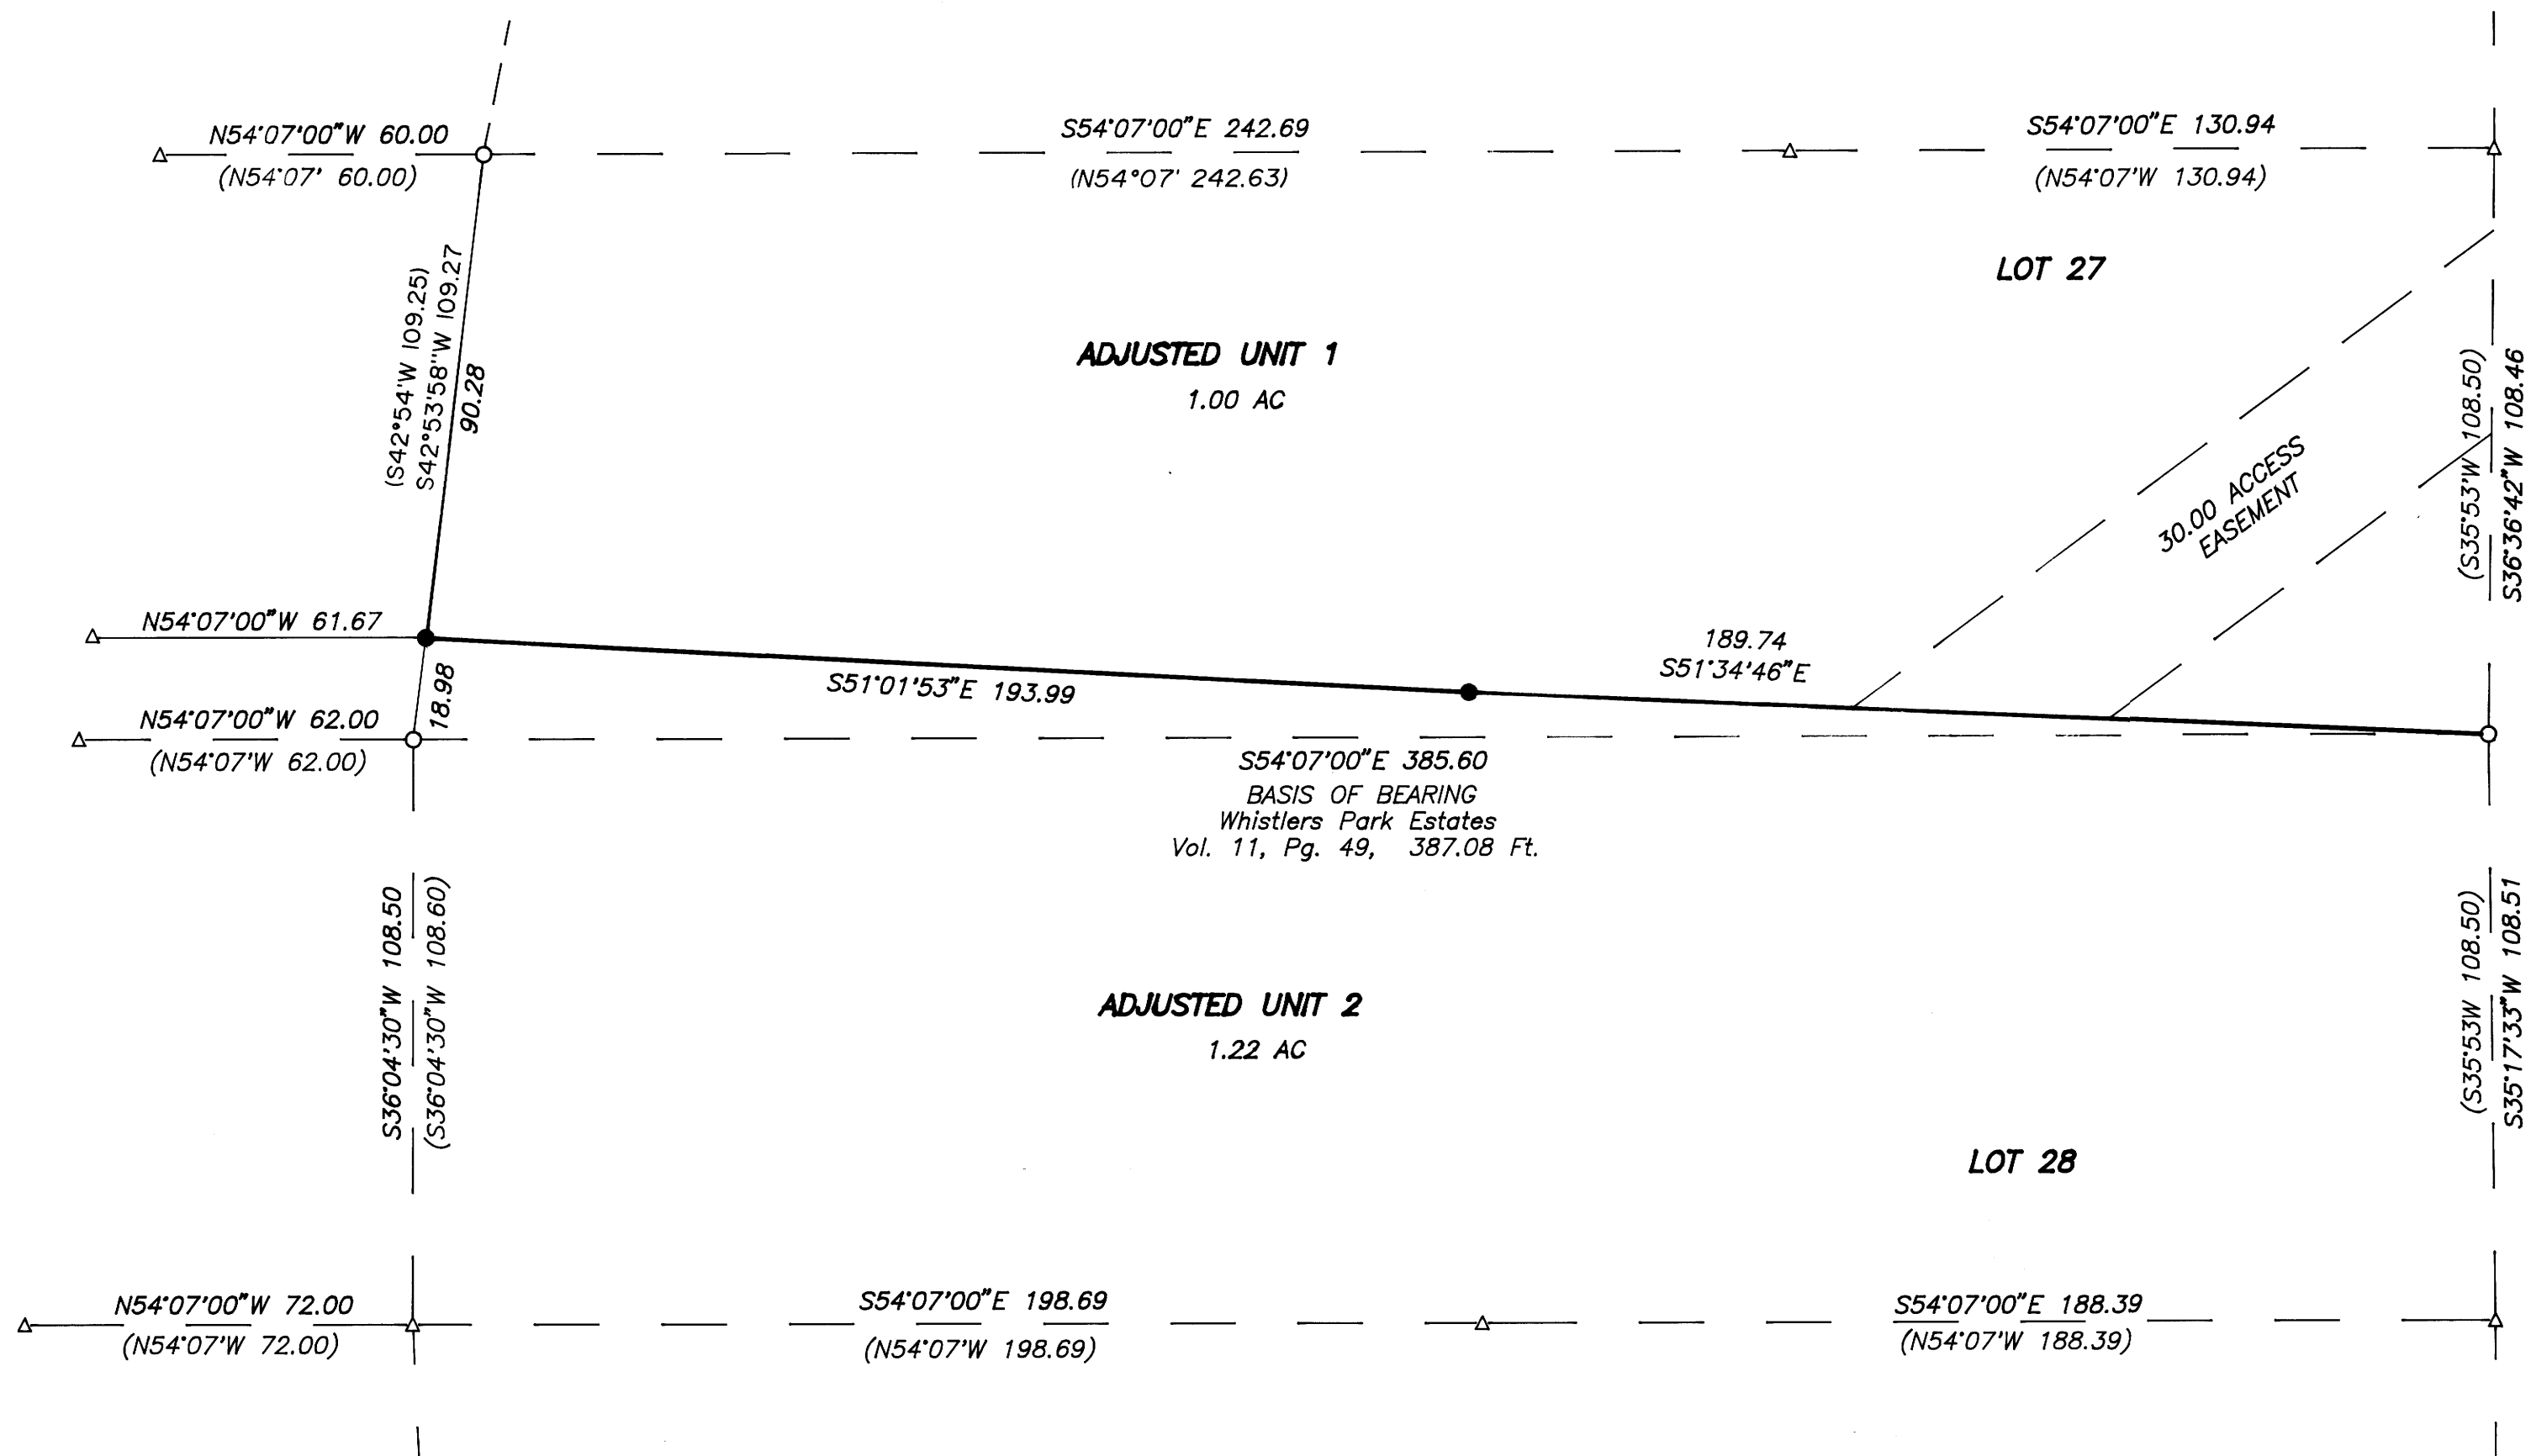 N54°07'00"W 60.00
(N54°07' 60.00)
S54°07'00"E 242.69
(N54°07' 242.63)
S54°07'00"E 130.94
(N54°07'W 130.94)
LOT 27
(S42°54'W 109.25)
S42°53'58"W 109.27
90.28
ADJUSTED UNIT 1
1.00 AC
(S35°53'W 108.50)
S36°36'42"W 108.46
30.00 ACCESS
EASEMENT
N54°07'00"W 61.67
189.74
S51°34'46"E
S51°01'53"E 193.99
18.98
N54°07'00"W 62.00
(N54°07'W 62.00)
S54°07'00"E 385.60
BASIS OF BEARING
Whistlers Park Estates
Vol. 11, Pg. 49, 387.08 Ft.
S36°04'30"W 108.50
(S36°04'30"W 108.60)
(S35°53W 108.50)
S35°17'33"W 108.51
ADJUSTED UNIT 2
1.22 AC
LOT 28
N54°07'00"W 72.00
(N54°07'W 72.00)
S54°07'00"E 198.69
(N54°07'W 198.69)
S54°07'00"E 188.39
(N54°07'W 188.39)